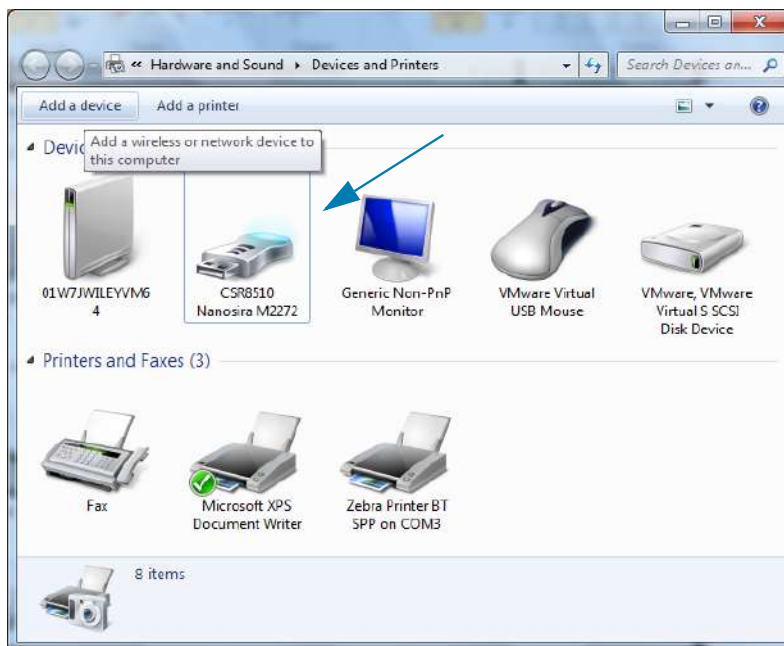 « Hardware and Sound ▸ Devices and Printers
Search Devices an...
Add a device
Add a printer
Devic
Add a wireless or network device to
this computer
01W7JWILEYVM6
4
CSR8510
Nanosira M2272
Generic Non-PnP
Monitor
VMware Virtual
USB Mouse
VMware, VMware
Virtual S SCSI
Disk Device
Printers and Faxes (3)
Fax
Microsoft XPS
Document Writer
Zebra Printer BT
SPP on COM3
8 items